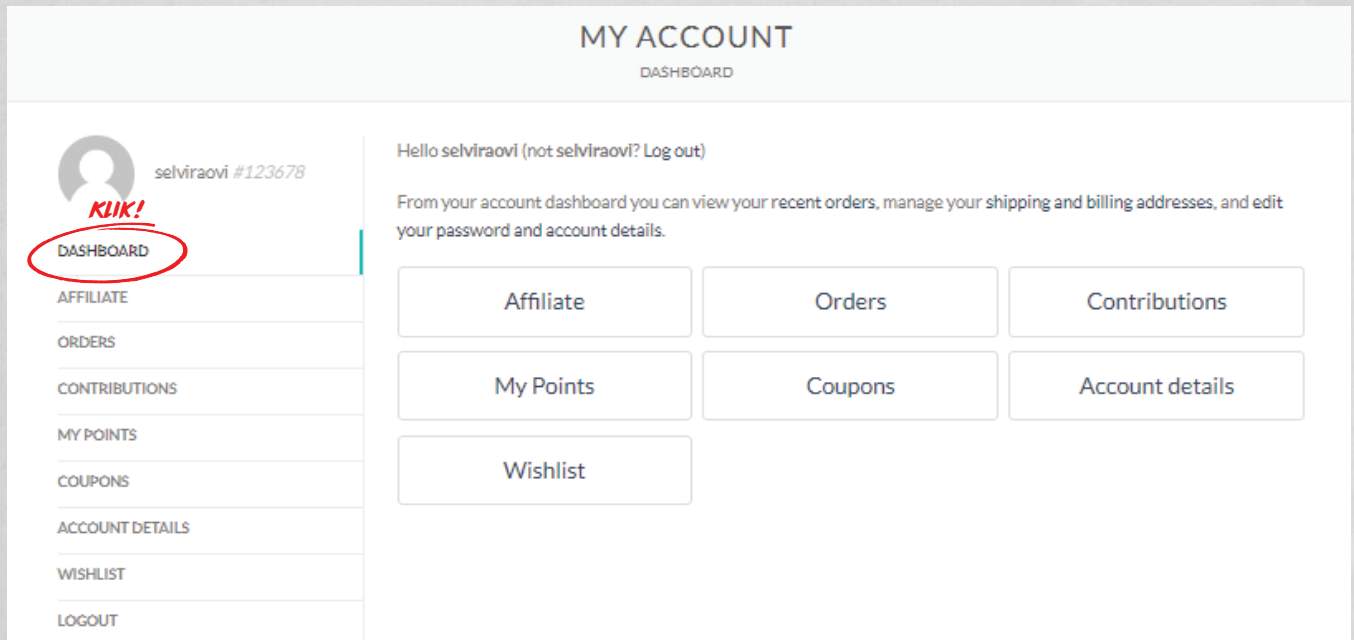 MY ACCOUNT
DASHBOARD
selviraovi #123678
KLIK!
DASHBOARD
AFFILIATE
ORDERS
CONTRIBUTIONS
MY POINTS
COUPONS
ACCOUNT DETAILS
WISHLIST
LOGOUT
Hello selviraovi (not selviraovi? Log out)
From your account dashboard you can view your recent orders, manage your shipping and billing addresses, and edit
your password and account details.
Affiliate
Orders
Contributions
My Points
Coupons
Account details
Wishlist